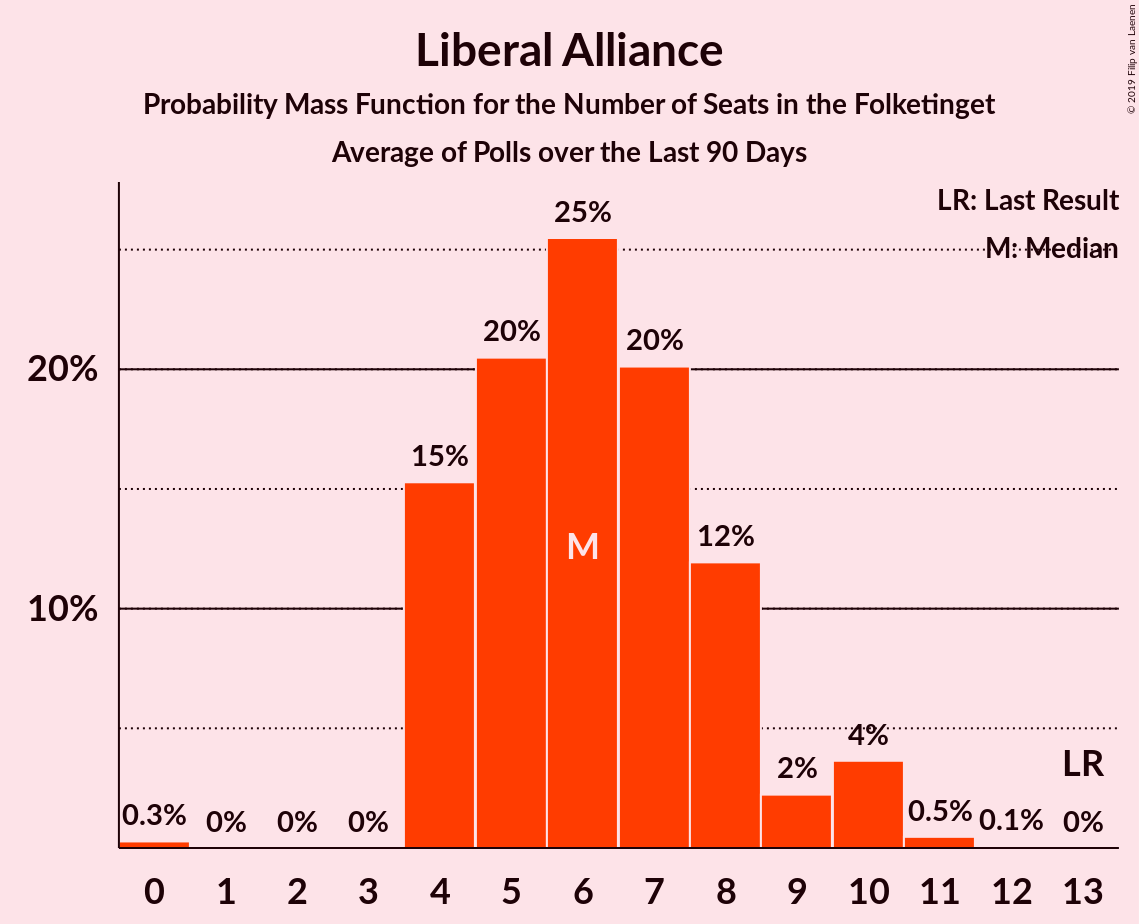 Liberal Alliance
Probability Mass Function for the Number of Seats in the Folketinget
Average of Polls over the Last 90 Days
© 2019 Filip van Laenen
LR: Last Result
M: Median
25%
20%
20%
20%
15%
12%
M
10%
4%
2%
LR
0.3%
0%
0%
0%
0.5%
0.1%
0%
0 1 2 3 4 5 6 7 8 9 10 11 12 13